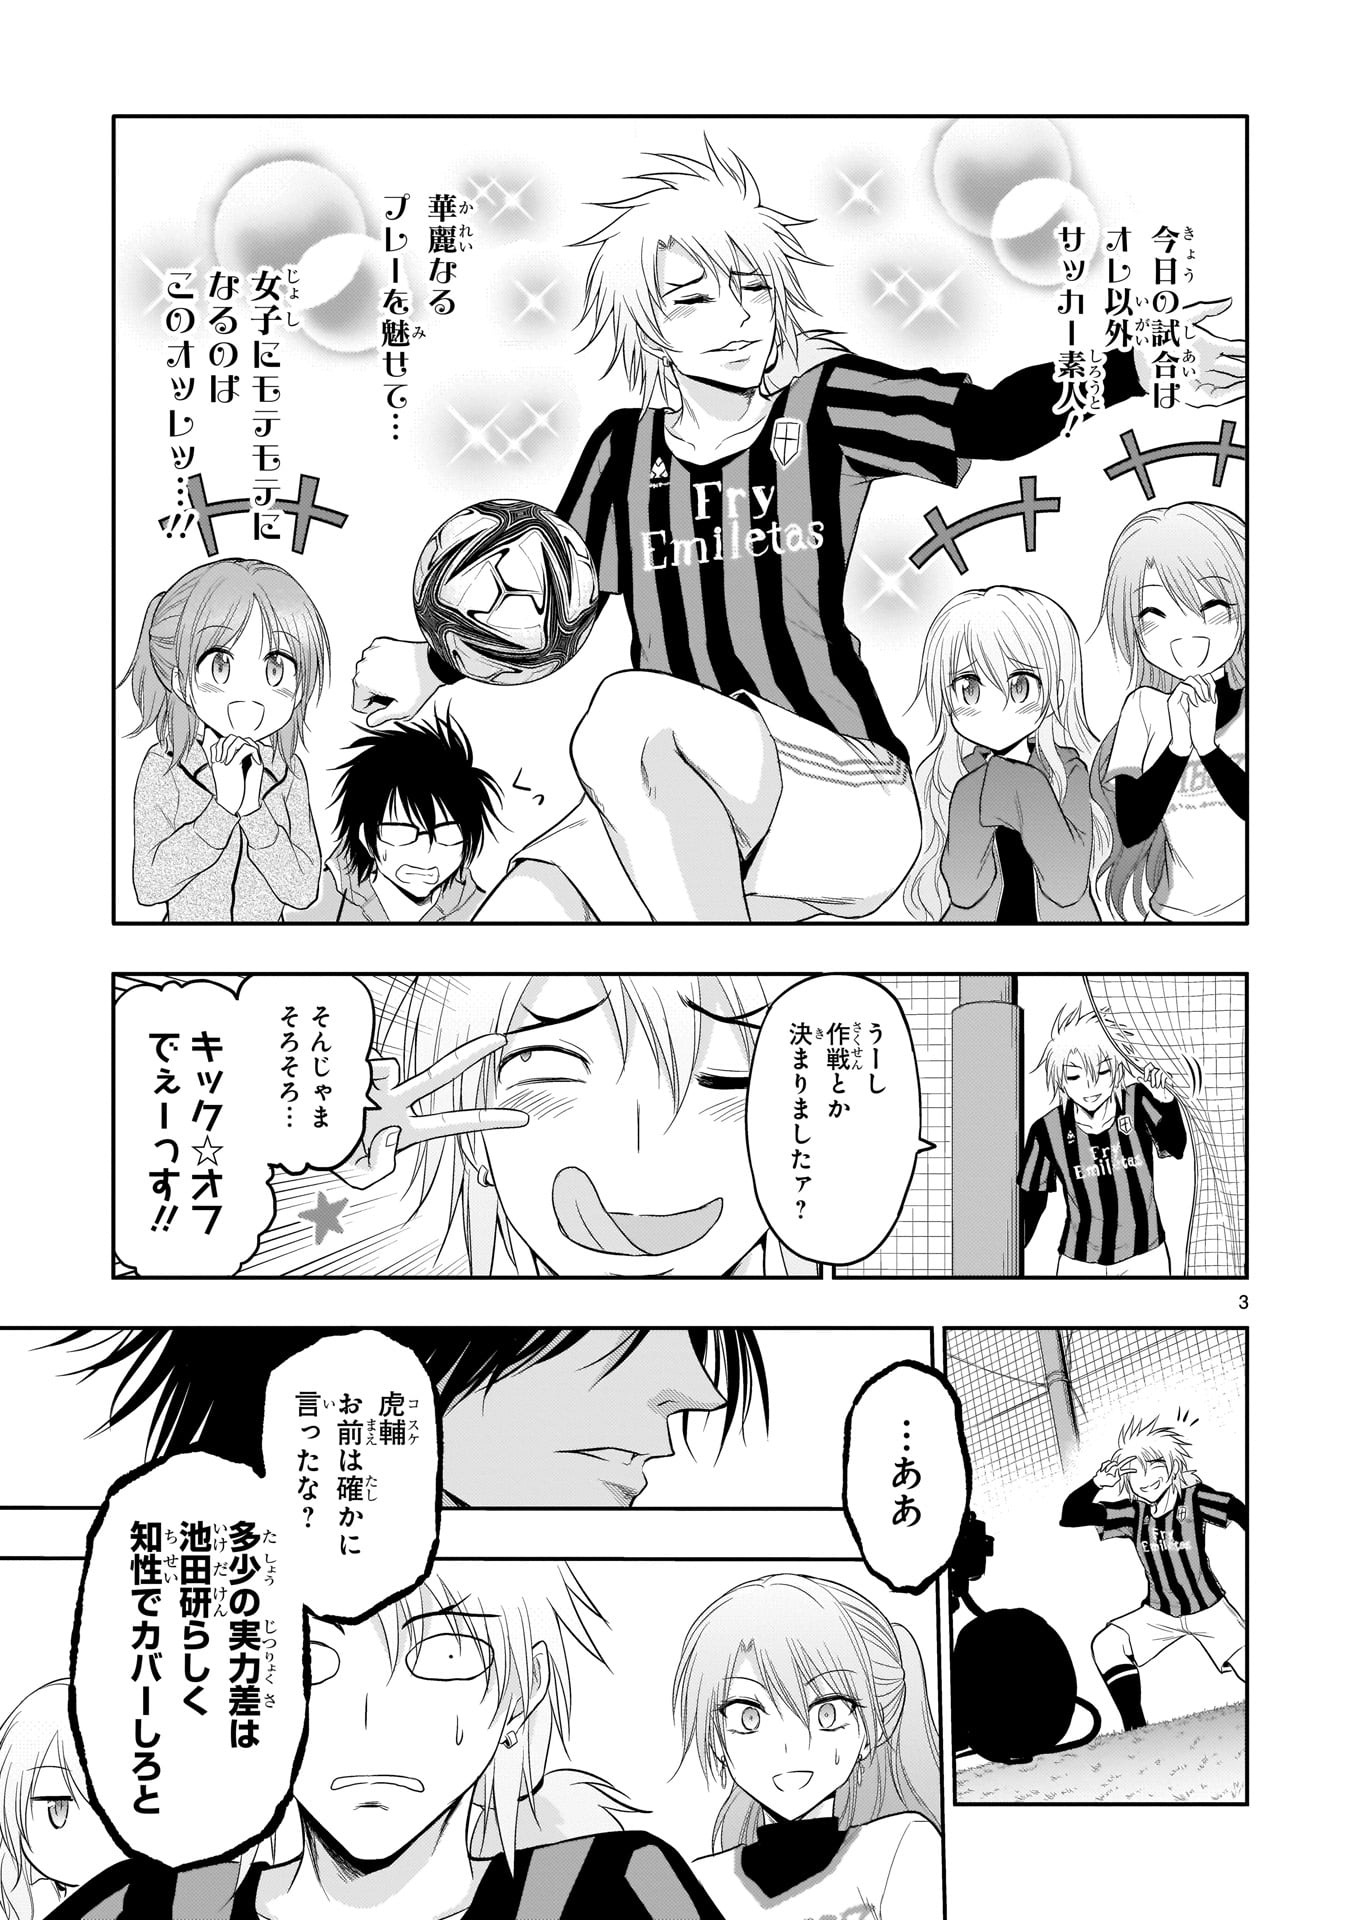 今日の試合は
オレ以外
サッカー素人！
華麗なる
プレーを魅せて…
女子にモテモテに
なるのは
このオッレッ…!!
Fry
Emiletas
くっ
うーし
作戦とか
決まりましたァ？
Fry
Emiletas
そんじゃま
そろそろ…
キック☆オフ
でぇーっす!!
3
…ああ
Fry
Emiletas
虎輔
お前は確かに
言ったな？
多少の実力差は
池田研らしく
知性でカバーしろと